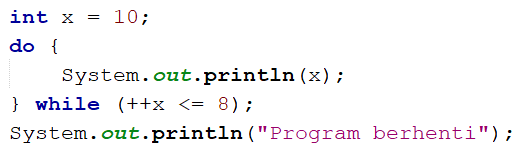 int x = 10;
do {
    System.out.println(x);
} while (++x <= 8);
System.out.println("Program berhenti");